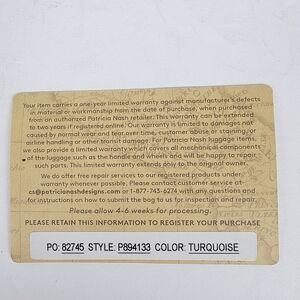 Your item carries a one-year limited warranty against manufacturer's defects
in material or workmanship from the date of purchase, when purchased
from an authorized Patricia Nash retailer. This warranty can be extended
to two years if registered online. Our warranty is limited to damages not
caused by normal wear and tear over time, customer abuse or staining/or
airline handling or other transit damage. For Patricia Nash luggage items,
we also provide a limited warranty which covers all mechanical components
of the luggage such as the handle and wheels and will be happy to repair
such parts. This limited warranty extends only to the original owner.
We do offer free repair services to our registered products under
warranty whenever possible. Please contact customer service at-
cs@patricianashdesigns.com or 1-877-745-6274 with any questions and
for instructions on how to submit the bag to us for inspection and repair.
Please allow 4-6 weeks for processing.
PLEASE RETAIN THIS INFORMATION TO REGISTER YOUR PURCHASE
PO: 82745 STYLE: P894133 COLOR: TURQUOISE